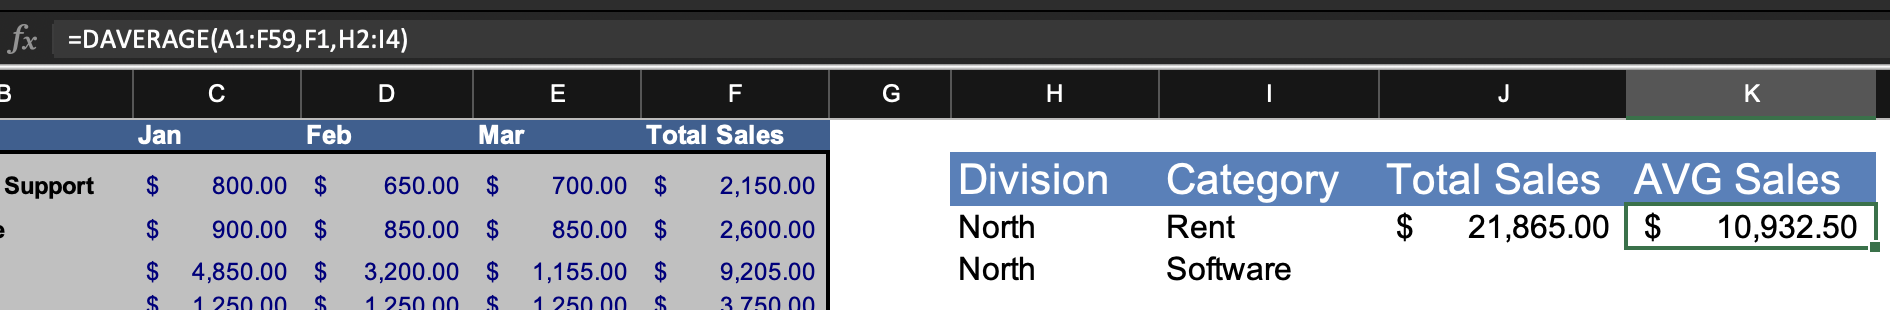 fx =DAVERAGE(A1:F59,F1,H2:I4)
B C D E F G H I J K
Jan Feb Mar Total Sales
Support $ 800.00 $ 650.00 $ 700.00 $ 2,150.00
Division Category Total Sales AVG Sales
e $ 900.00 $ 850.00 $ 850.00 $ 2,600.00
North Rent $ 21,865.00 $ 10,932.50
$ 4,850.00 $ 3,200.00 $ 1,155.00 $ 9,205.00
North Software
$ 1,250.00 $ 1,250.00 $ 1,250.00 $ 3,750.00